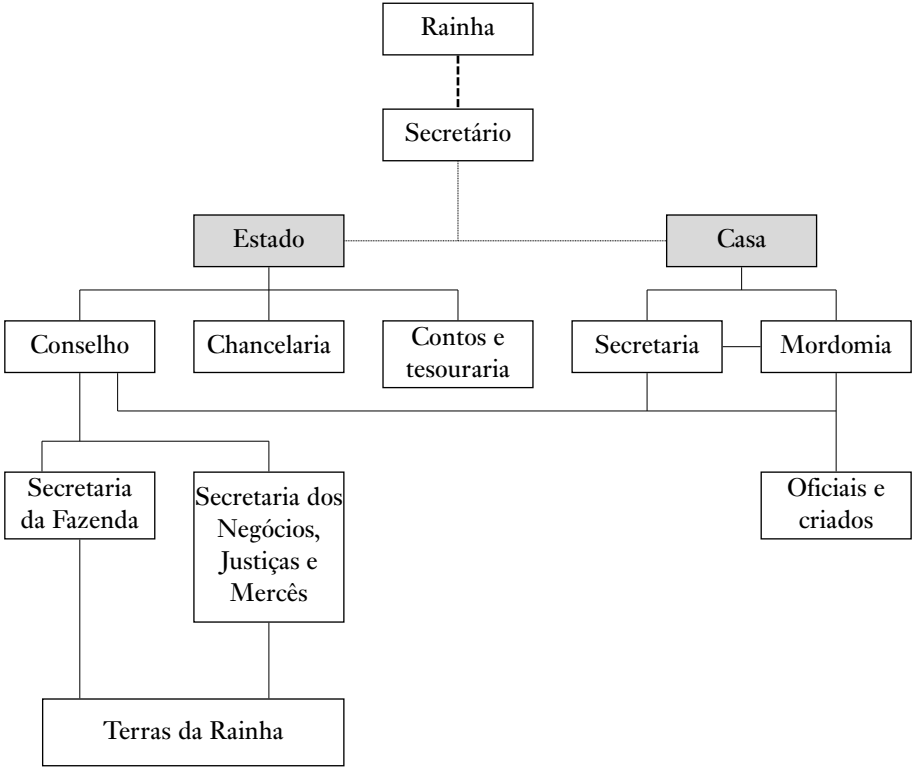 Rainha
Secretário
Estado
Casa
Conselho
Chancelaria
Contos e
tesouraria
Secretaria
Mordomia
Secretaria
da Fazenda
Secretaria dos
Negócios,
Justiças e
Mercês
Oficiais e
criados
Terras da Rainha